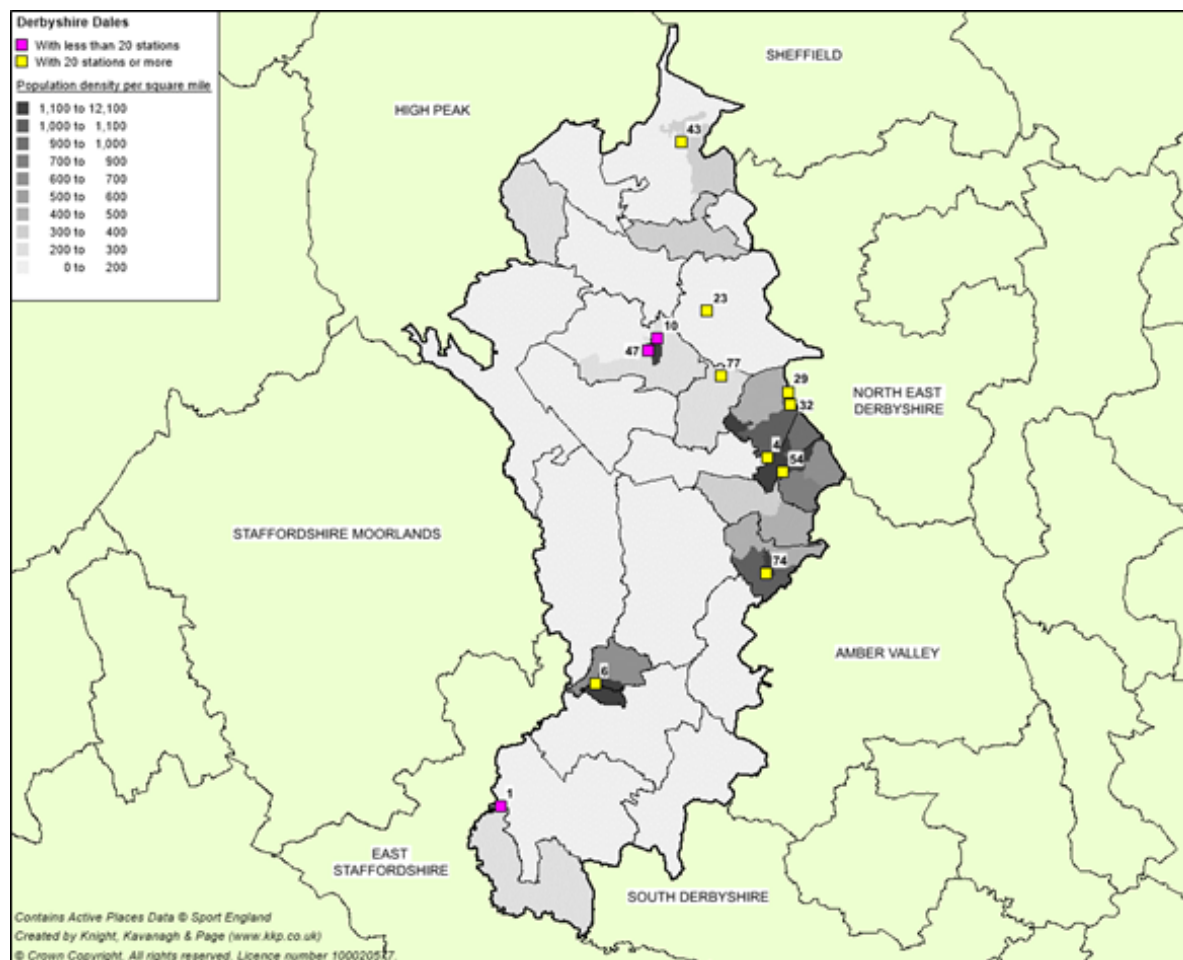 Derbyshire Dales
With less than 20 stations
With 20 stations or more
Population density per square mile
1,100 to 12,100
1,000 to 1,100
900 to 1,000
700 to 900
600 to 700
500 to 600
400 to 500
300 to 400
200 to 300
0 to 200
SHEFFIELD
HIGH PEAK
43
23
10
47
77
29
32
NORTH EAST
DERBYSHIRE
4
54
STAFFORDSHIRE MOORLANDS
74
AMBER VALLEY
6
1
EAST
STAFFORDSHIRE
SOUTH DERBYSHIRE
Contains Active Places Data © Sport England
Created by Knight, Kavanagh & Page (www.kkp.co.uk)
© Crown Copyright. All rights reserved. Licence number